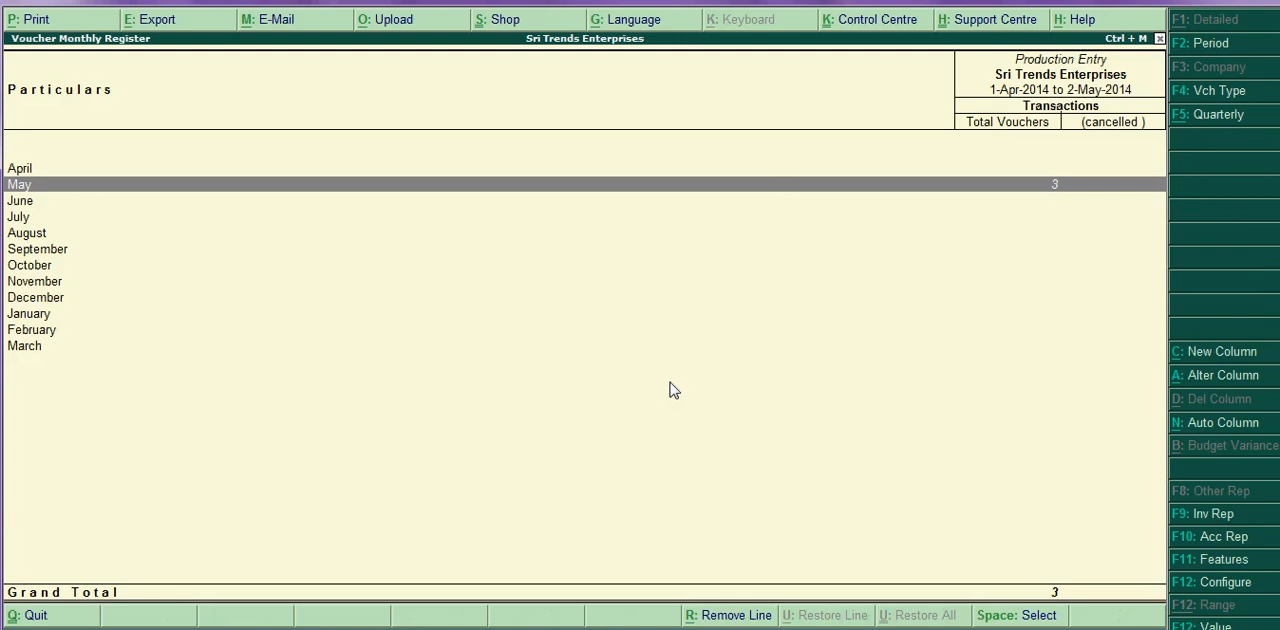 P: Print E: Export M: E-Mail O: Upload S: Shop G: Language K: Keyboard K: Control Centre H: Support Centre H: Help
Voucher Monthly Register Sri Trends Enterprises Ctrl + M
Particulars
Production Entry
Sri Trends Enterprises
1-Apr-2014 to 2-May-2014
Transactions
Total Vouchers (cancelled )
April
May 3
June
July
August
September
October
November
December
January
February
March
Grand Total 3
Q: Quit R: Remove Line U: Restore Line U: Restore All Space: Select
F1: Detailed
F2: Period
F3: Company
F4: Vch Type
F5: Quarterly
C: New Column
A: Alter Column
D: Del Column
N: Auto Column
B: Budget Variance
F8: Other Rep
F9: Inv Rep
F10: Acc Rep
F11: Features
F12: Configure
F12: Range
F12: Value